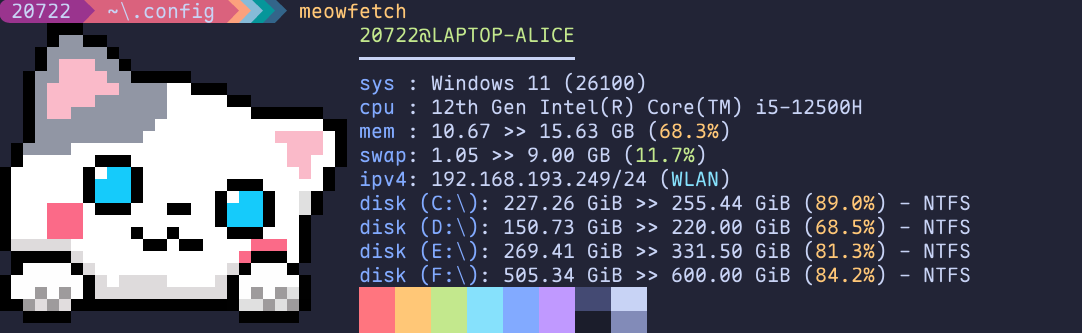 20722 ~\.config meowfetch
20722@LAPTOP-ALICE
sys : Windows 11 (26100)
cpu : 12th Gen Intel(R) Core(TM) i5-12500H
mem : 10.67 >> 15.63 GB (68.3%)
swap: 1.05 >> 9.00 GB (11.7%)
ipv4: 192.168.193.249/24 (WLAN)
disk (C:\): 227.26 GiB >> 255.44 GiB (89.0%) - NTFS
disk (D:\): 150.73 GiB >> 220.00 GiB (68.5%) - NTFS
disk (E:\): 269.41 GiB >> 331.50 GiB (81.3%) - NTFS
disk (F:\): 505.34 GiB >> 600.00 GiB (84.2%) - NTFS